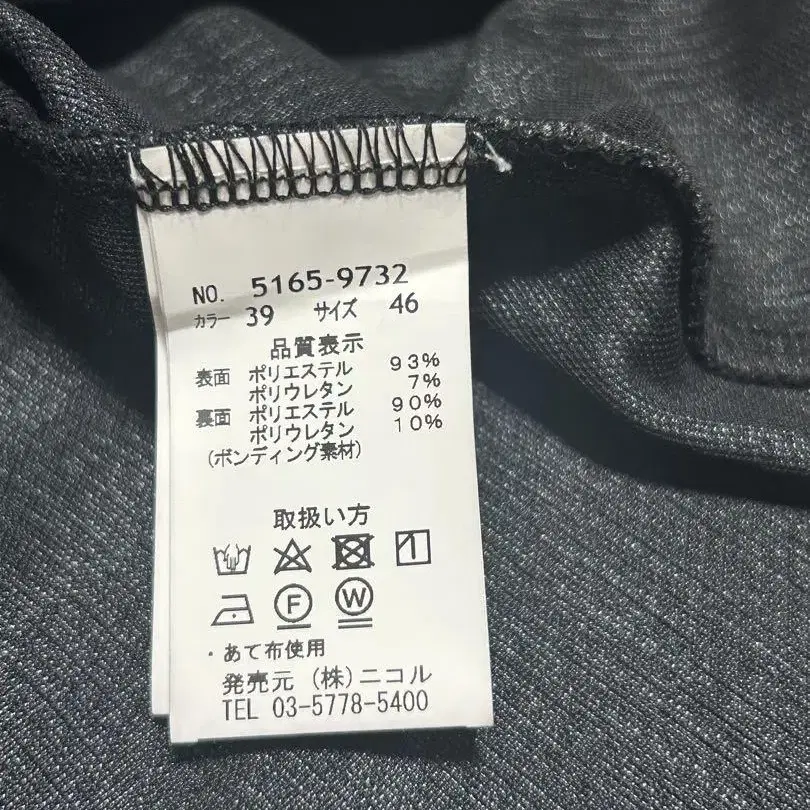 NO. 5165-9732
カラー 39 サイズ 46
品質表示
表面 ポリエステル 93%
ポリウレタン 7%
裏面 ポリエステル 90%
ポリウレタン 10%
(ボンディング素材)
取扱い方
F W
・あて布使用
発売元 (株)ニコル
TEL 03-5778-5400